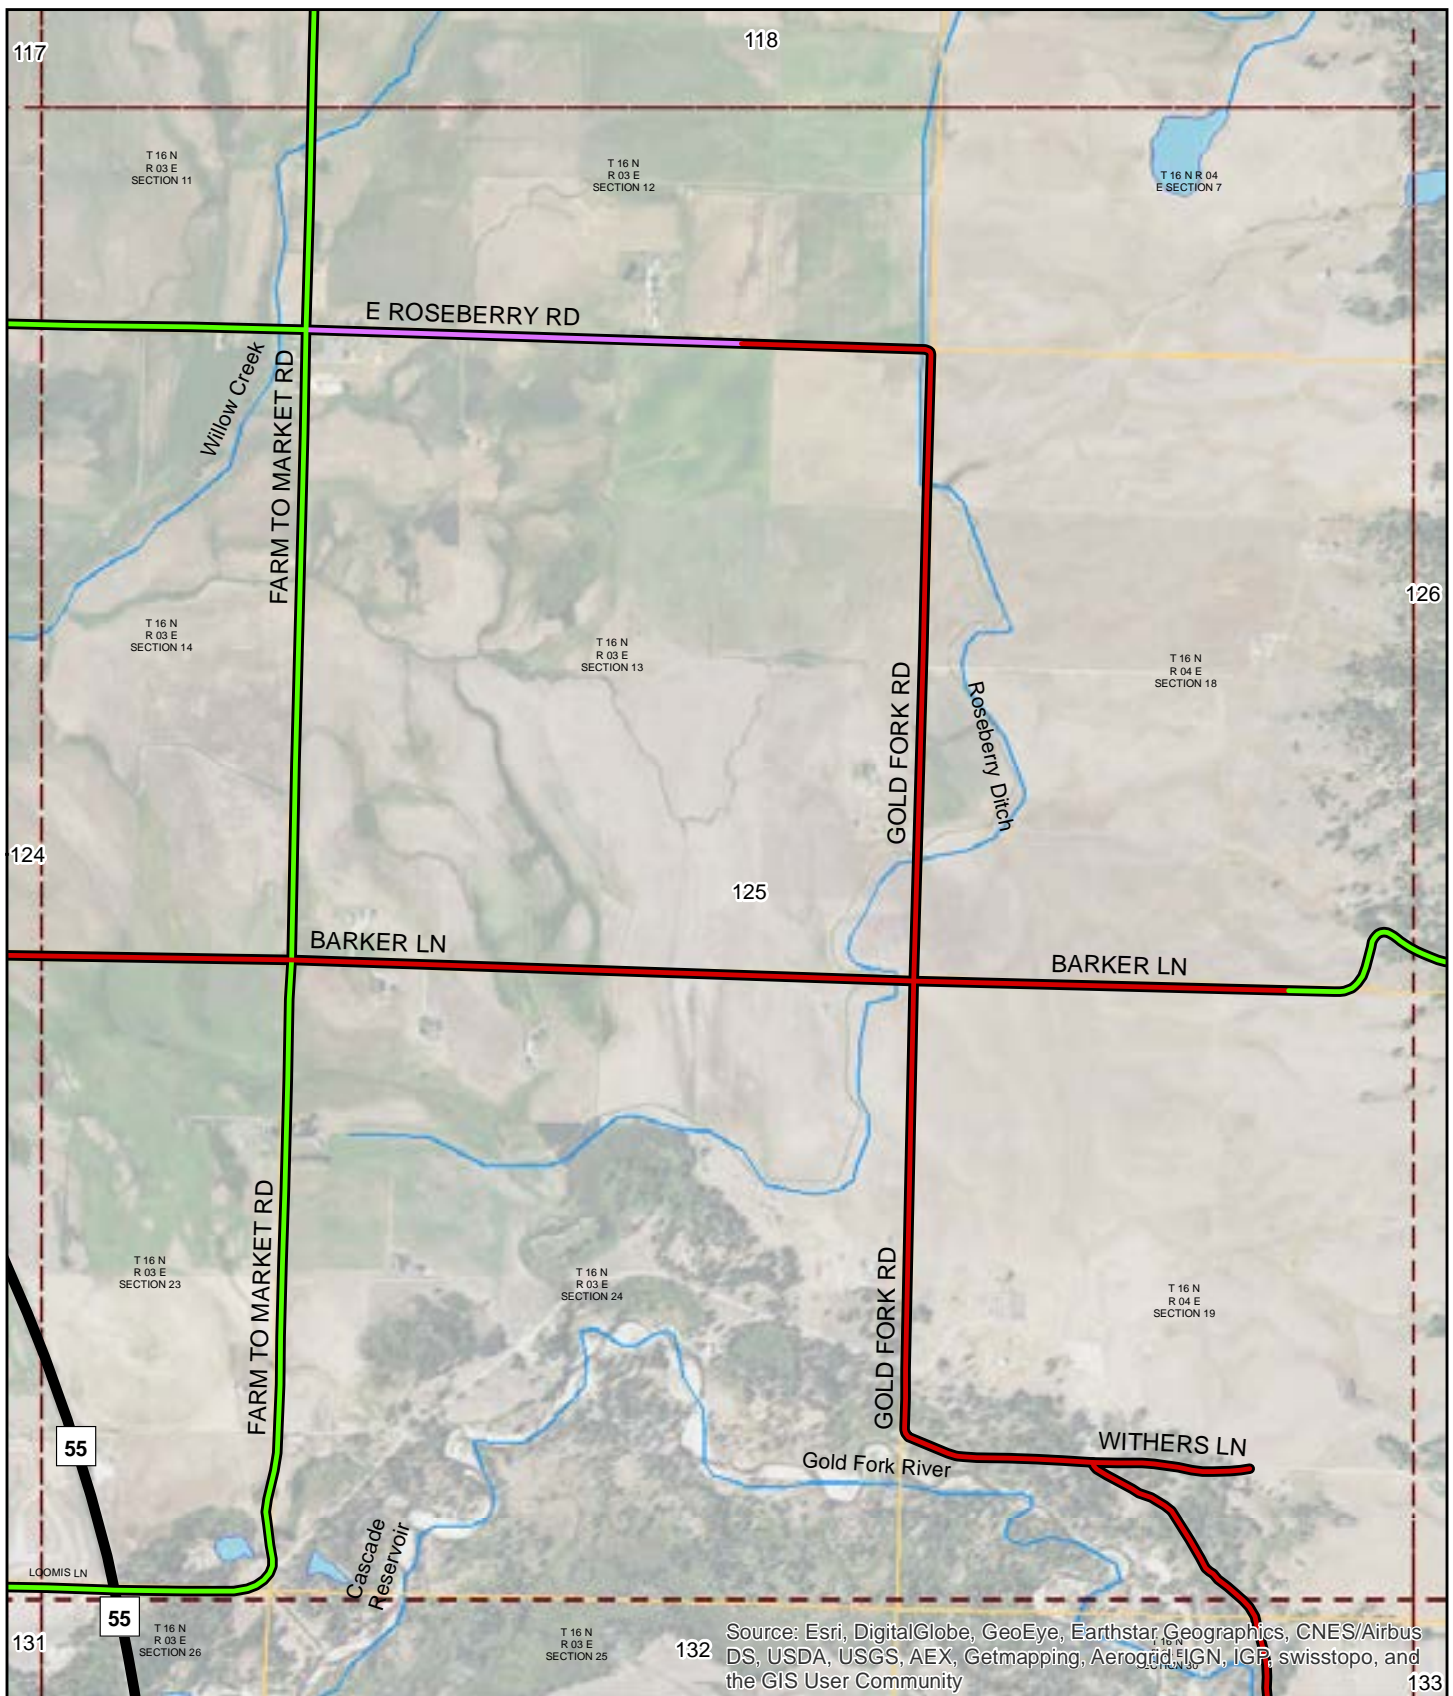 117
118
T 16 N
R 03 E
SECTION 11
T 16 N
R 03 E
SECTION 12
T 16 N R 04
E SECTION 7
E ROSEBERRY RD
Willow Creek
FARM TO MARKET RD
126
T 16 N
R 03 E
SECTION 14
T 16 N
R 03 E
SECTION 13
T 16 N
R 04 E
SECTION 18
GOLD FORK RD
Roseberry Ditch
124
125
BARKER LN
BARKER LN
FARM TO MARKET RD
T 16 N
R 03 E
SECTION 23
T 16 N
R 03 E
SECTION 24
GOLD FORK RD
T 16 N
R 04 E
SECTION 19
55
WITHERS LN
Gold Fork River
Cascade
Reservoir
LOOMIS LN
55
131
T 16 N
R 03 E
SECTION 26
T 16 N
R 03 E
SECTION 25
132
Source: Esri, DigitalGlobe, GeoEye, Earthstar Geographics, CNES/Airbus
DS, USDA, USGS, AEX, Getmapping, Aerogrid, IGN, IGP, swisstopo, and
the GIS User Community
133